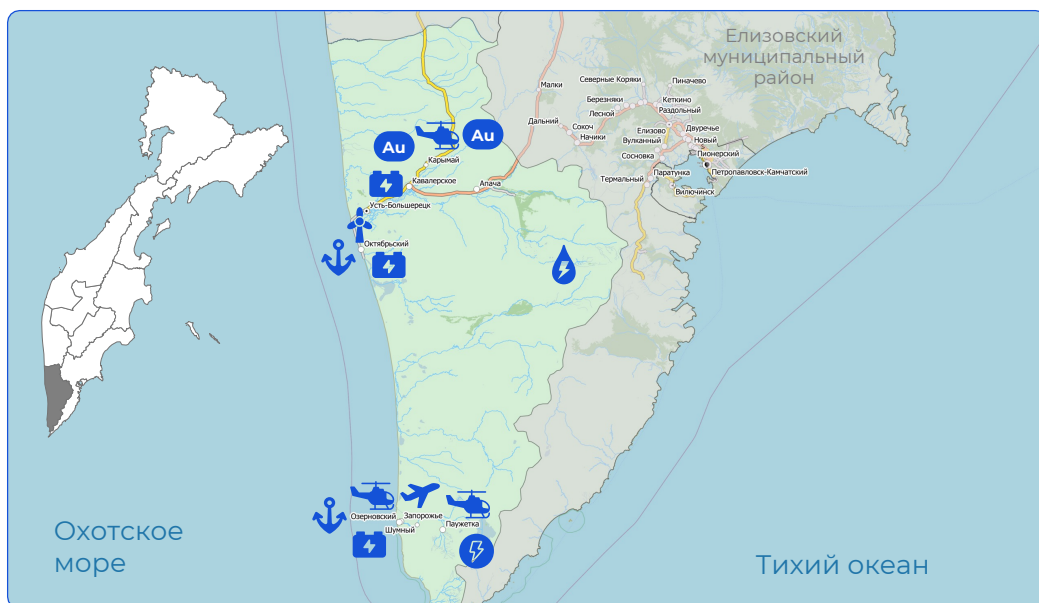 Елизовский
муниципальный
район
Северные Коряки
Пиначево
Малки
Березняки
Кеткино
Раздольный
Лесной
Дальний
Сокоч
Начики
Елизово
Двуречье
Вулканный
Новый
Сосновка
Пионерский
Петропавловск-Камчатский
Термальный
Паратунка
Вилючинск
Au
Au
Карымай
Кавалерское
Апача
Усть-Большерецк
Октябрьский
Озерновский
Запорожье
Шумный
Паужетка
Охотское
море
Тихий океан